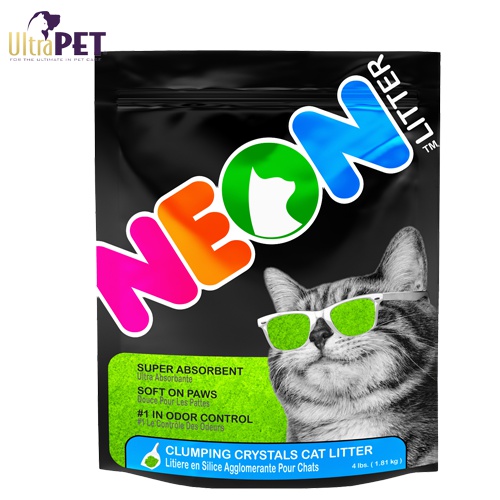 UltraPET
FOR THE ULTIMATE IN PET CARE
NEON
LITTER
TM
SUPER ABSORBENT
Ultra Absorbante
SOFT ON PAWS
Douce Pour Les Pattes
#1 IN ODOR CONTROL
#1 Le Contrôle Des Odeurs
CLUMPING CRYSTALS CAT LITTER
Litiere en Silice Agglomerante Pour Chats
4 lbs. (1.81 kg)